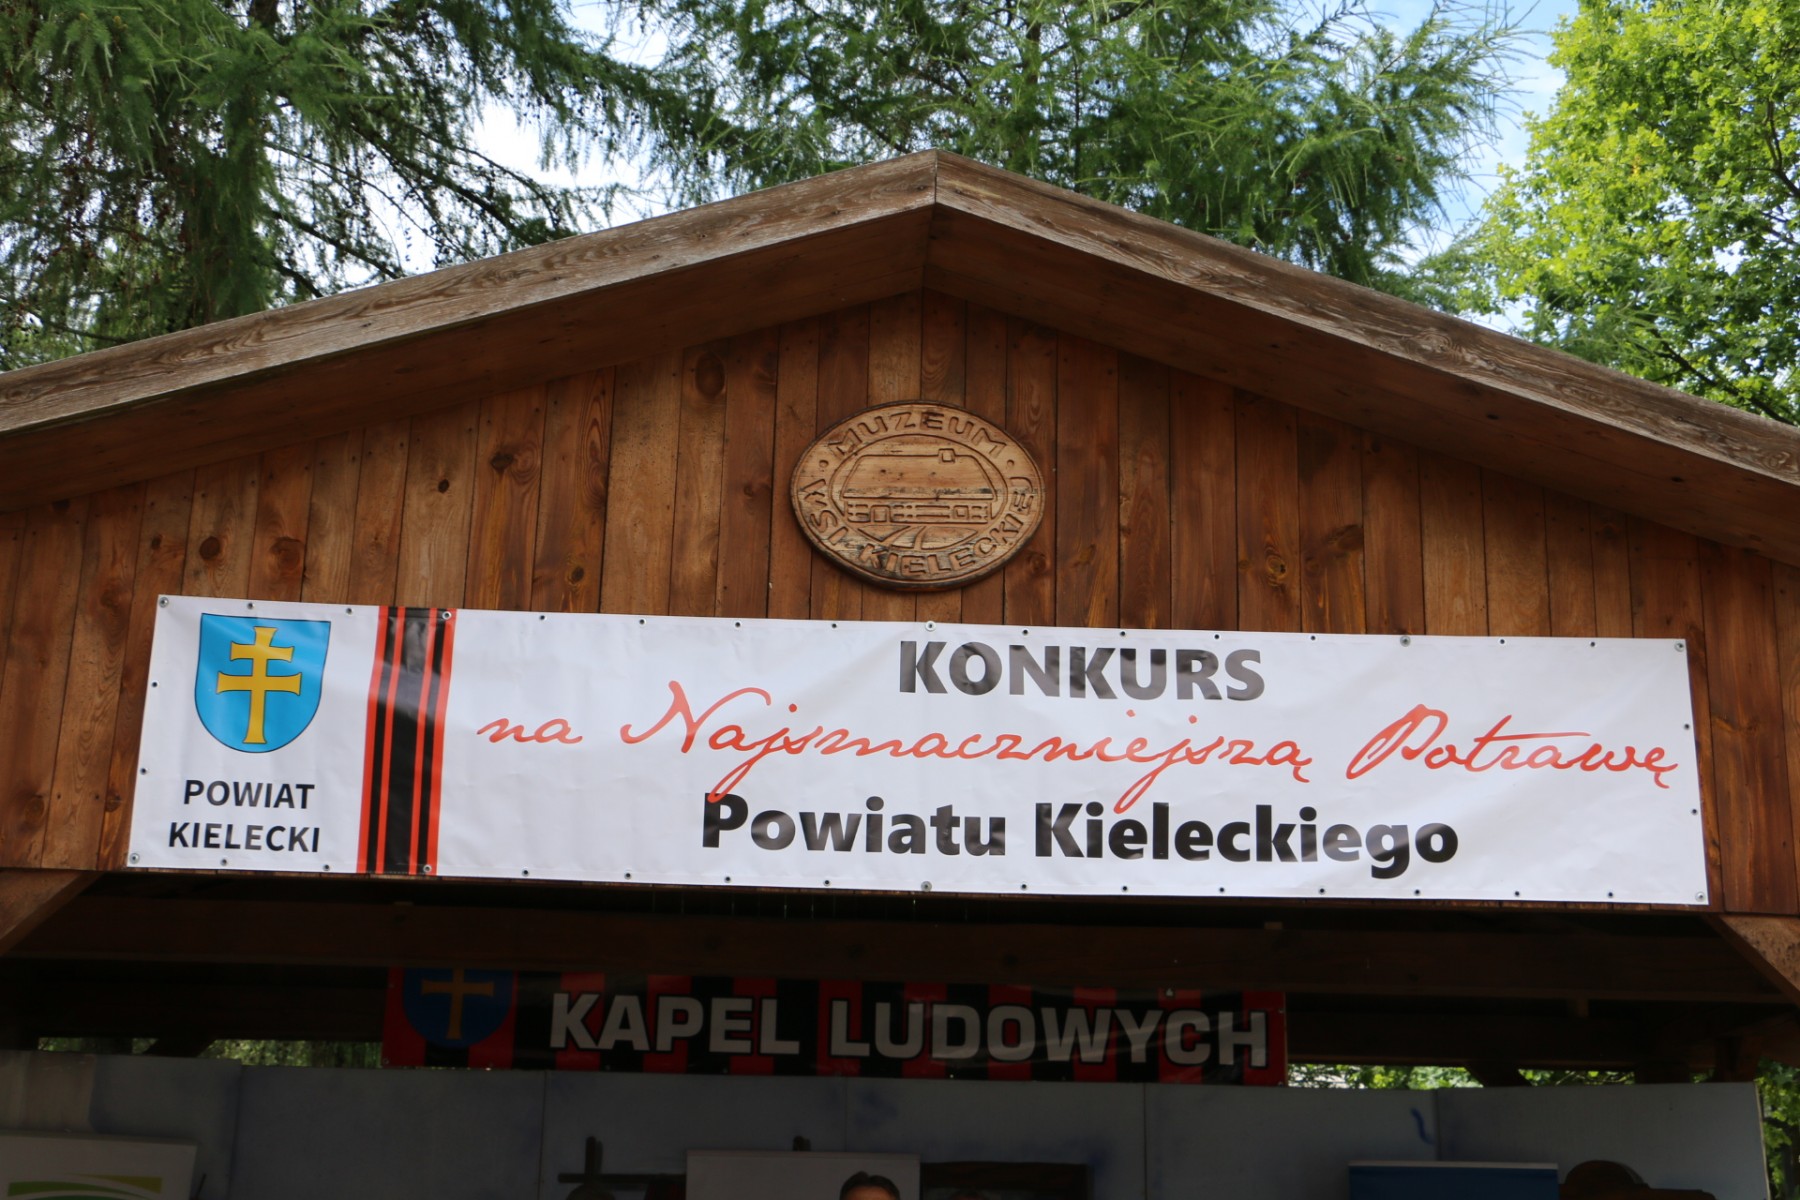 MUZEUM
WSI KIELECKIEJ
POWIAT
KIELECKI
KONKURS
na Najsmaczniejszą Potrawę
Powiatu Kieleckiego
KAPEL LUDOWYCH